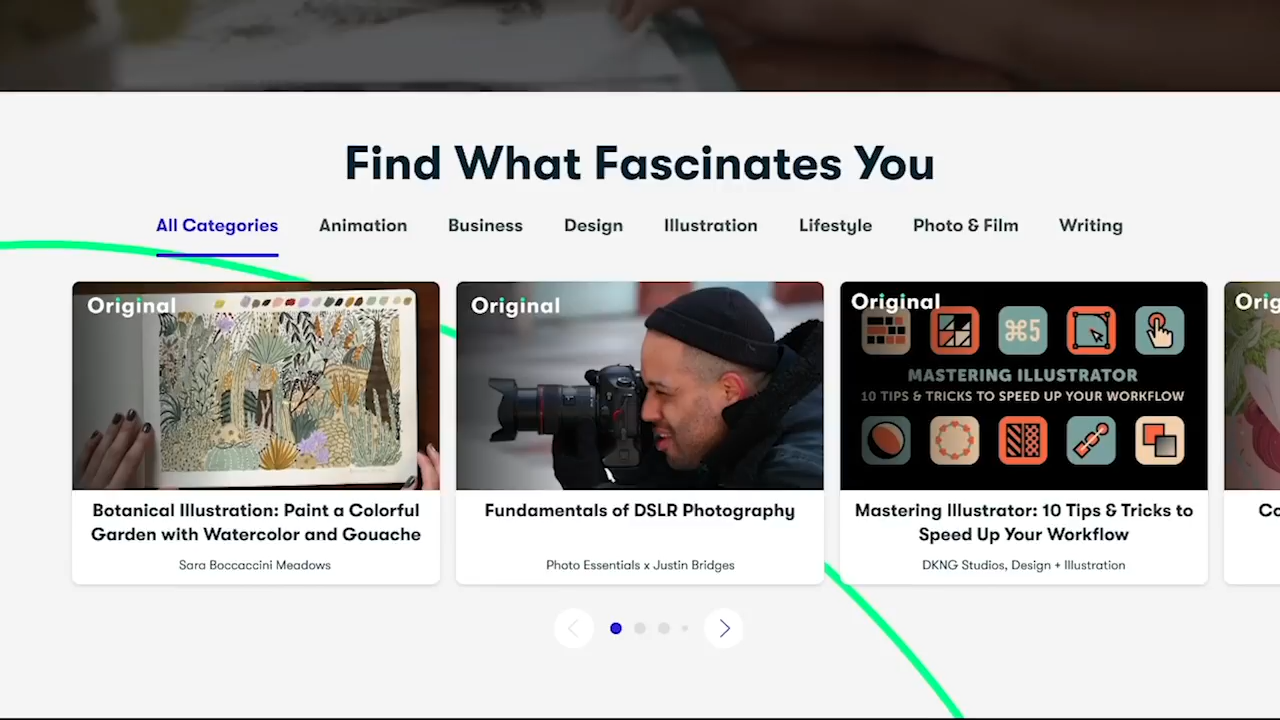 Find What Fascinates You
All Categories Animation Business Design Illustration Lifestyle Photo & Film Writing
Original
Botanical Illustration: Paint a Colorful
Garden with Watercolor and Gouache
Sara Boccaccini Meadows
Original
Fundamentals of DSLR Photography
Photo Essentials x Justin Bridges
Original
⌘5
MASTERING ILLUSTRATOR
10 TIPS & TRICKS TO SPEED UP YOUR WORKFLOW
Mastering Illustrator: 10 Tips & Tricks to
Speed Up Your Workflow
DKNG Studios, Design + Illustration